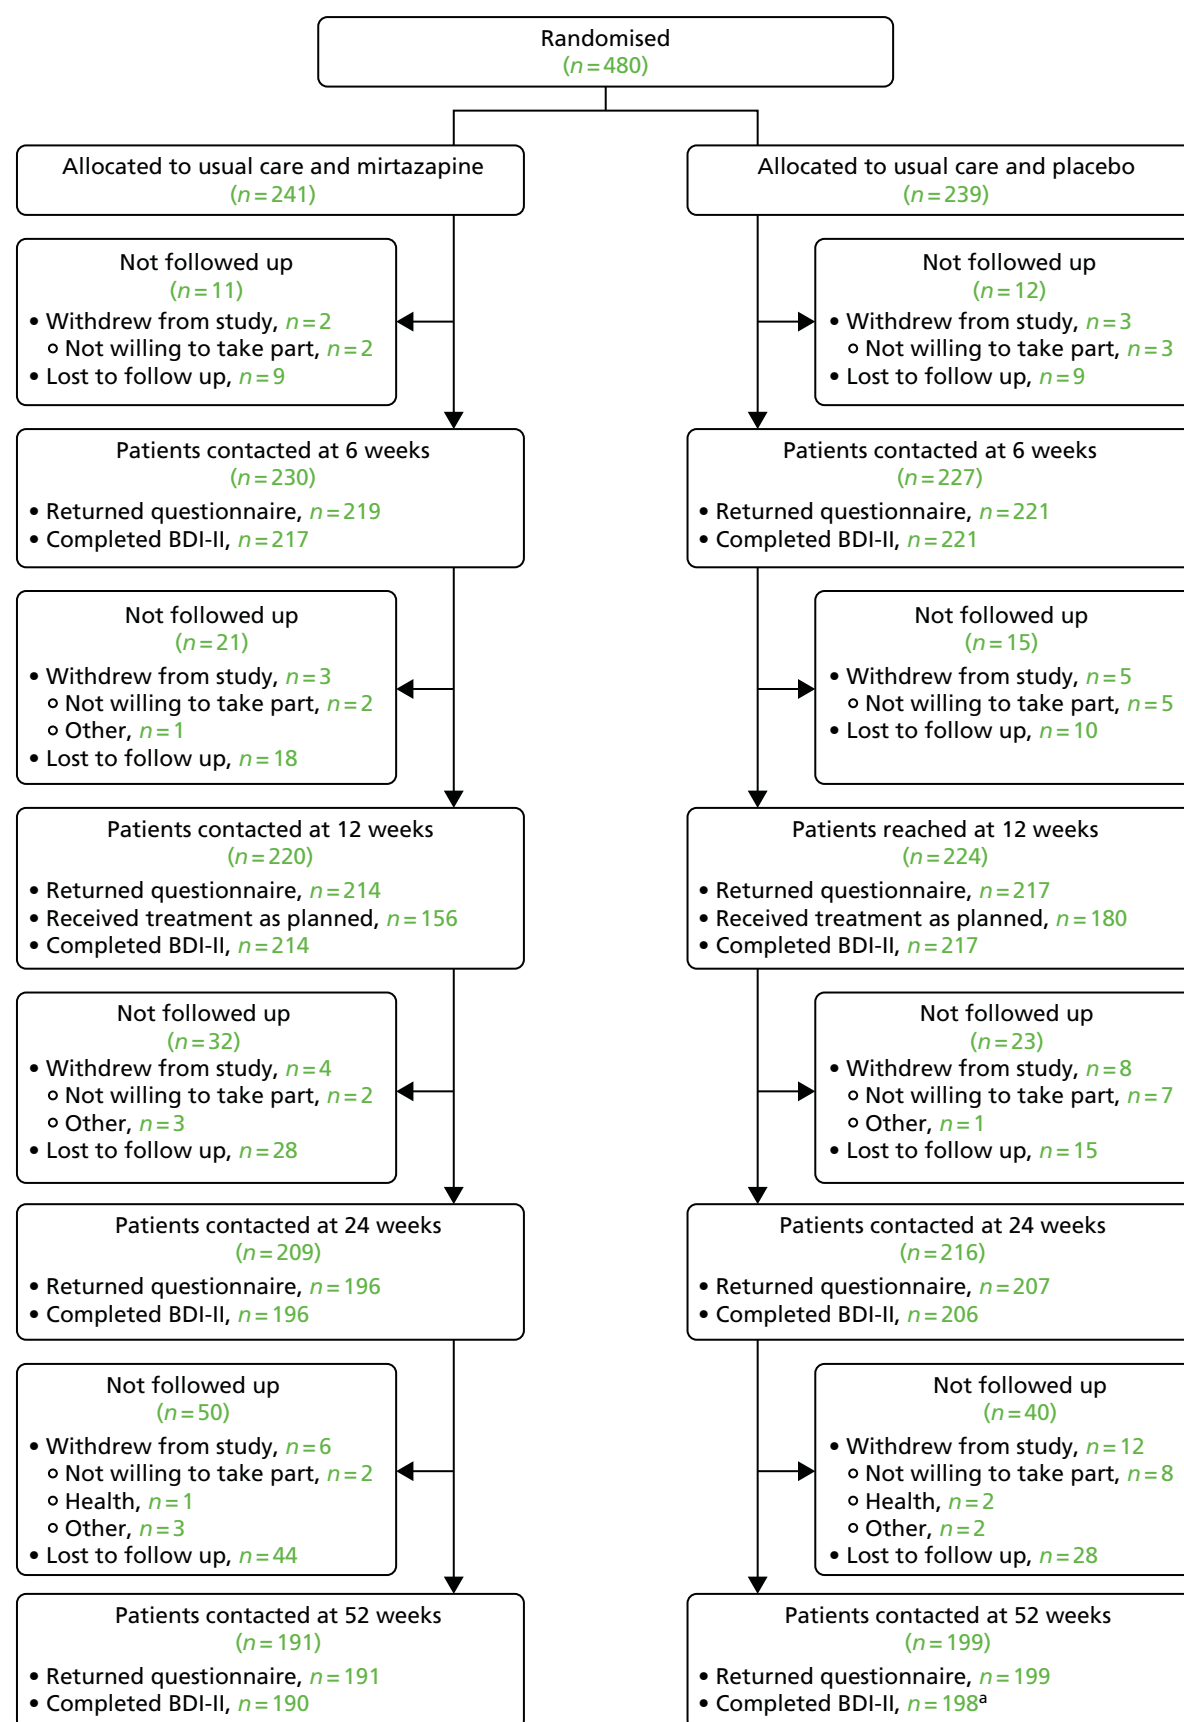 Randomised
(n=480)
Allocated to usual care and mirtazapine
(n=241)
Allocated to usual care and placebo
(n=239)
Not followed up
(n=11)
• Withdrew from study, n=2
Not willing to take part, n=2
• Lost to follow up, n=9
Not followed up
(n=12)
• Withdrew from study, n=3
Not willing to take part, n=3
• Lost to follow up, n=9
Patients contacted at 6 weeks
(n=230)
• Returned questionnaire, n=219
• Completed BDI-II, n=217
Patients contacted at 6 weeks
(n=227)
• Returned questionnaire, n=221
• Completed BDI-II, n=221
Not followed up
(n=21)
• Withdrew from study, n=3
Not willing to take part, n=2
Other, n=1
• Lost to follow up, n=18
Not followed up
(n=15)
• Withdrew from study, n=5
Not willing to take part, n=5
• Lost to follow up, n=10
Patients contacted at 12 weeks
(n=220)
• Returned questionnaire, n=214
• Received treatment as planned, n=156
• Completed BDI-II, n=214
Patients reached at 12 weeks
(n=224)
• Returned questionnaire, n=217
• Received treatment as planned, n=180
• Completed BDI-II, n=217
Not followed up
(n=32)
• Withdrew from study, n=4
Not willing to take part, n=2
Other, n=3
• Lost to follow up, n=28
Not followed up
(n=23)
• Withdrew from study, n=8
Not willing to take part, n=7
Other, n=1
• Lost to follow up, n=15
Patients contacted at 24 weeks
(n=209)
• Returned questionnaire, n=196
• Completed BDI-II, n=196
Patients contacted at 24 weeks
(n=216)
• Returned questionnaire, n=207
• Completed BDI-II, n=206
Not followed up
(n=50)
• Withdrew from study, n=6
Not willing to take part, n=2
Health, n=1
Other, n=3
• Lost to follow up, n=44
Not followed up
(n=40)
• Withdrew from study, n=12
Not willing to take part, n=8
Health, n=2
Other, n=2
• Lost to follow up, n=28
Patients contacted at 52 weeks
(n=191)
• Returned questionnaire, n=191
• Completed BDI-II, n=190
Patients contacted at 52 weeks
(n=199)
• Returned questionnaire, n=199
• Completed BDI-II, n=198ª